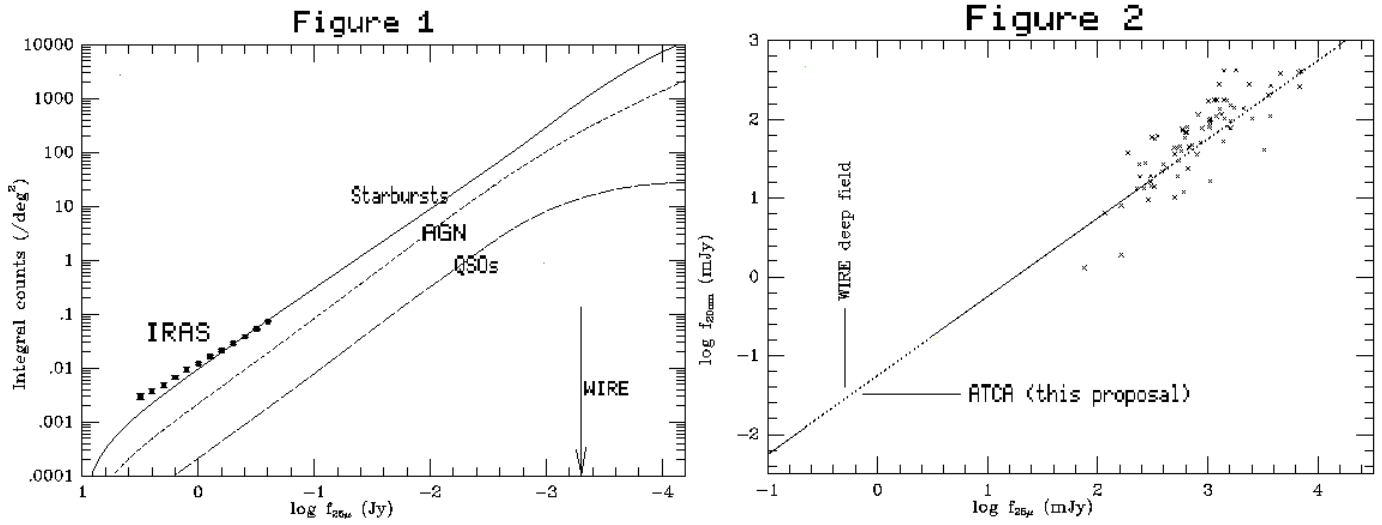 Figure 1
10000
1000
100
10
1
.1
.01
.001
.0001
Integral counts (/deg²)
Starbursts
AGN
QSOs
IRAS
WIRE
1 0 −1 −2 −3 −4
log f₂₅μ (Jy)
Figure 2
3
2
1
0
−1
−2
log f₂₀cm (mJy)
WIRE deep field
ATCA (this proposal)
−1 0 1 2 3 4
log f₂₅μ (mJy)